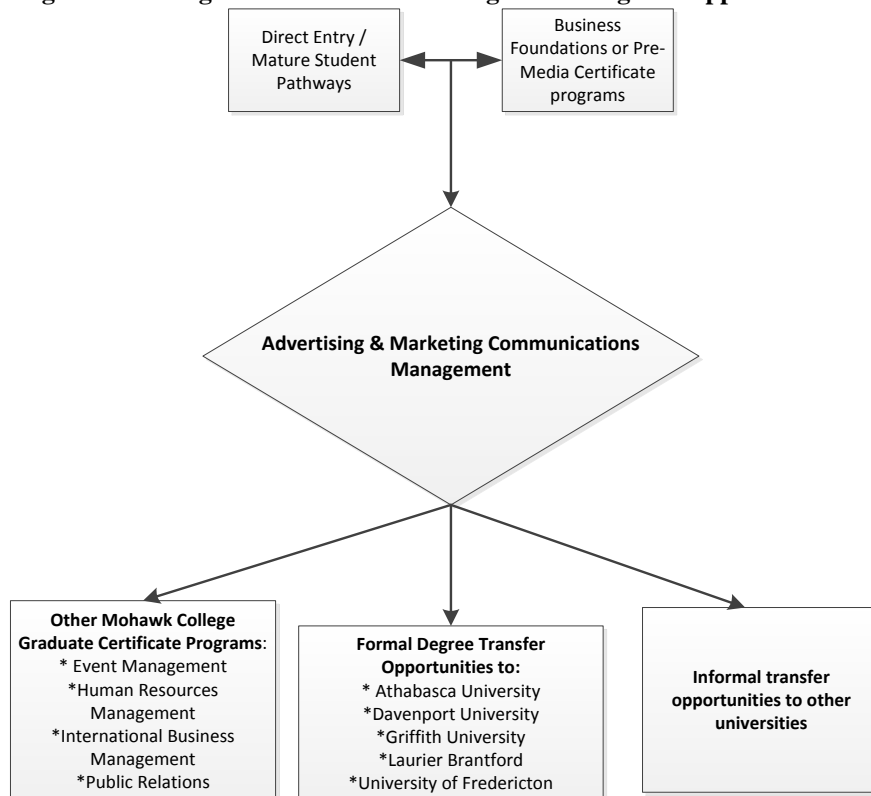 Direct Entry /
Mature Student
Pathways
Business
Foundations or Pre-
Media Certificate
programs
Advertising & Marketing Communications
Management
Other Mohawk College
Graduate Certificate Programs:
* Event Management
*Human Resources
Management
*International Business
Management
*Public Relations
Formal Degree Transfer
Opportunities to:
* Athabasca University
*Davenport University
*Griffith University
*Laurier Brantford
*University of Fredericton
Informal transfer
opportunities to other
universities